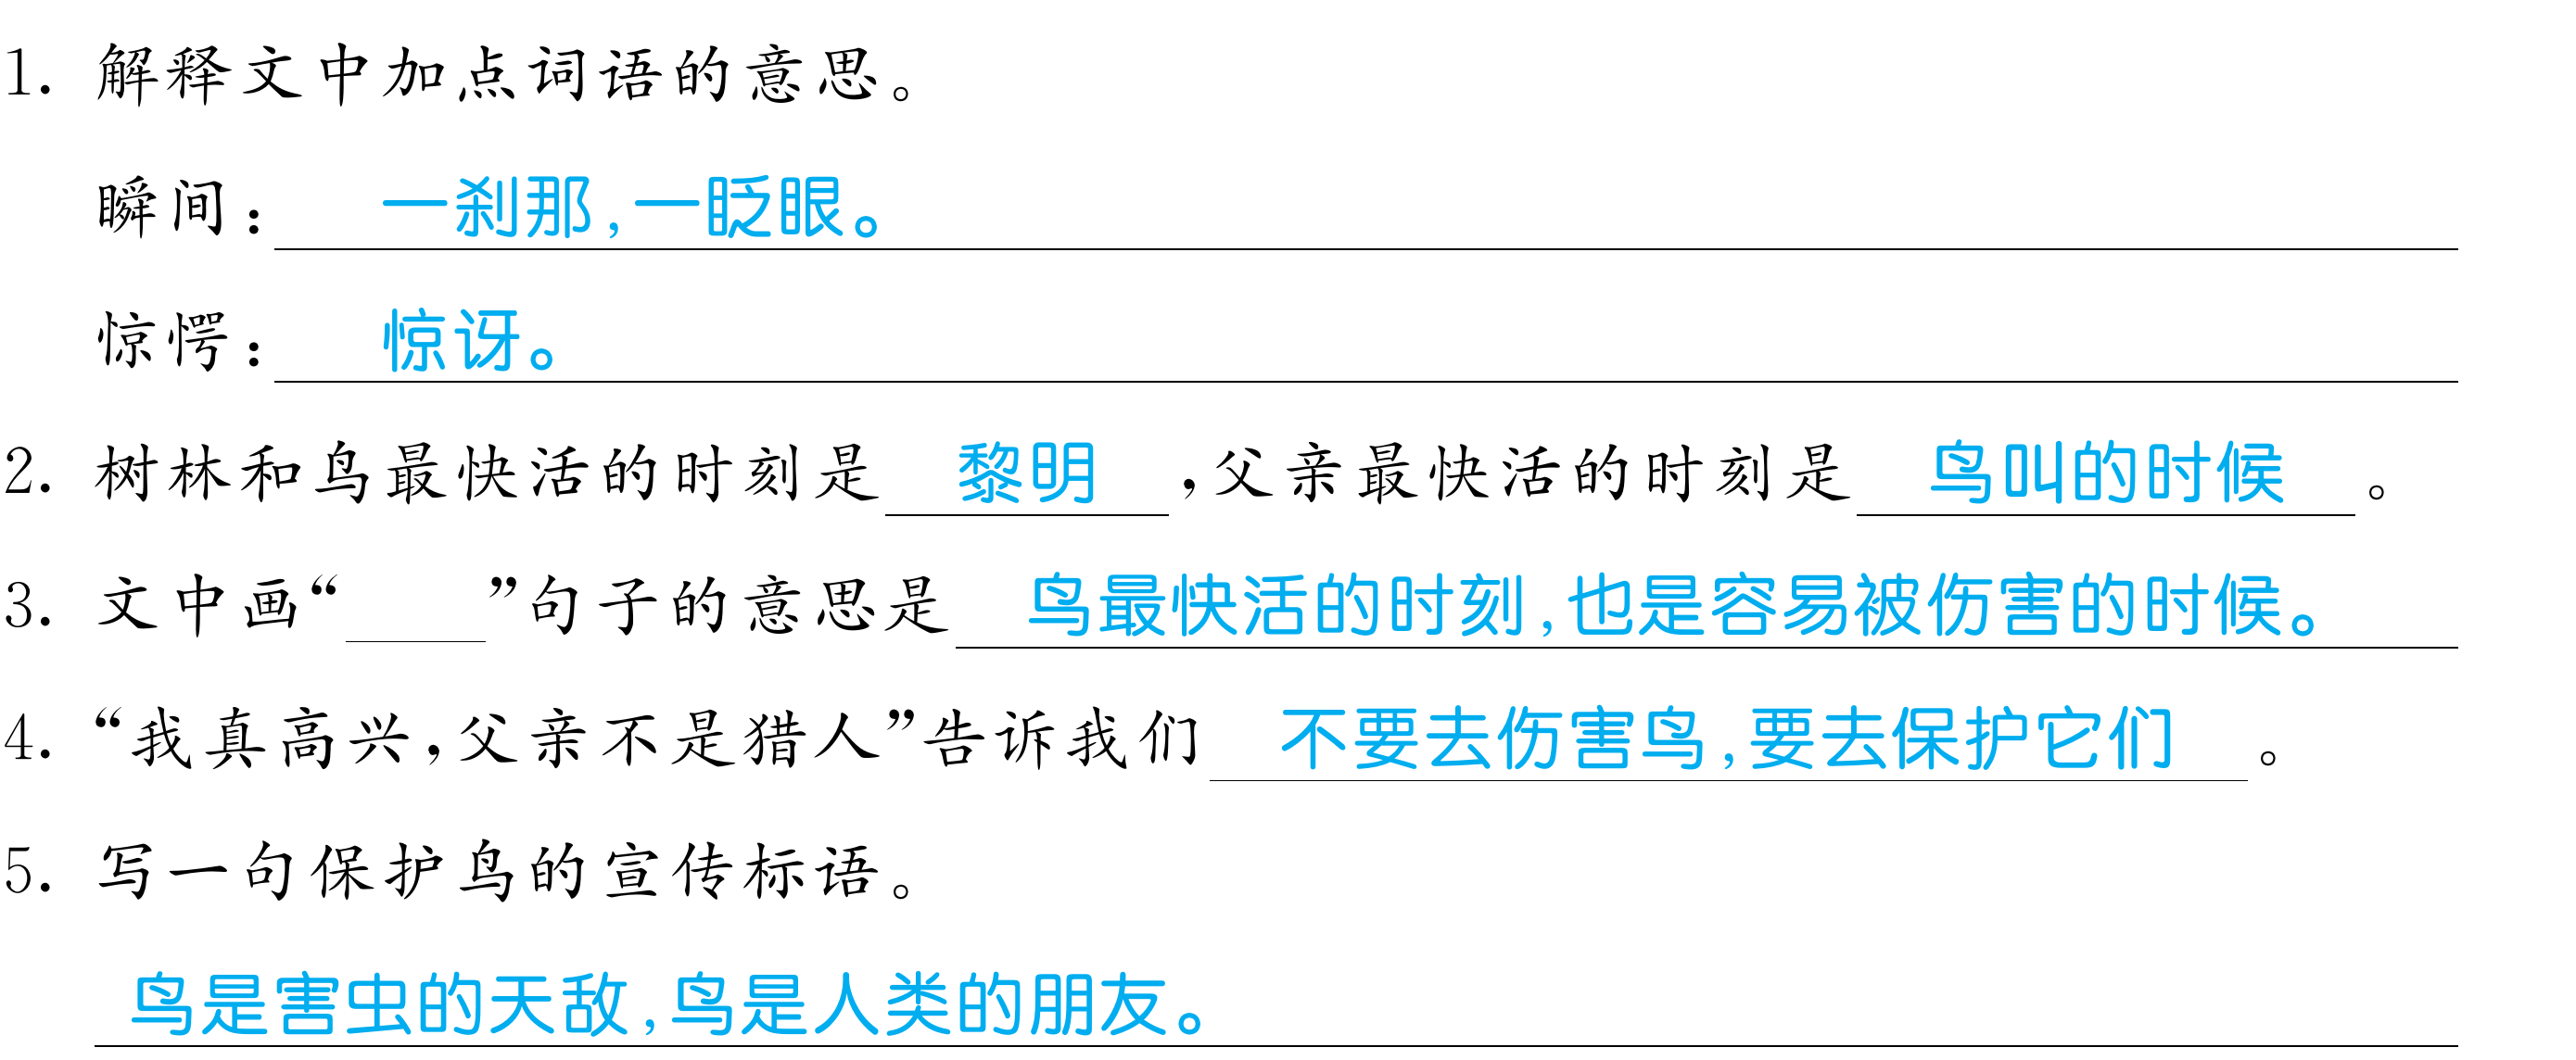 1. 解释文中加点词语的意思。
瞬间：一刹那，一眨眼。
惊愕：惊讶。
2. 树林和鸟最快活的时刻是 黎明 ，父亲最快活的时刻是 鸟叫的时候 。
3. 文中画“____”句子的意思是 鸟最快活的时刻，也是容易被伤害的时候。
4. “我真高兴，父亲不是猎人”告诉我们 不要去伤害鸟，要去保护它们 。
5. 写一句保护鸟的宣传标语。
鸟是害虫的天敌，鸟是人类的朋友。